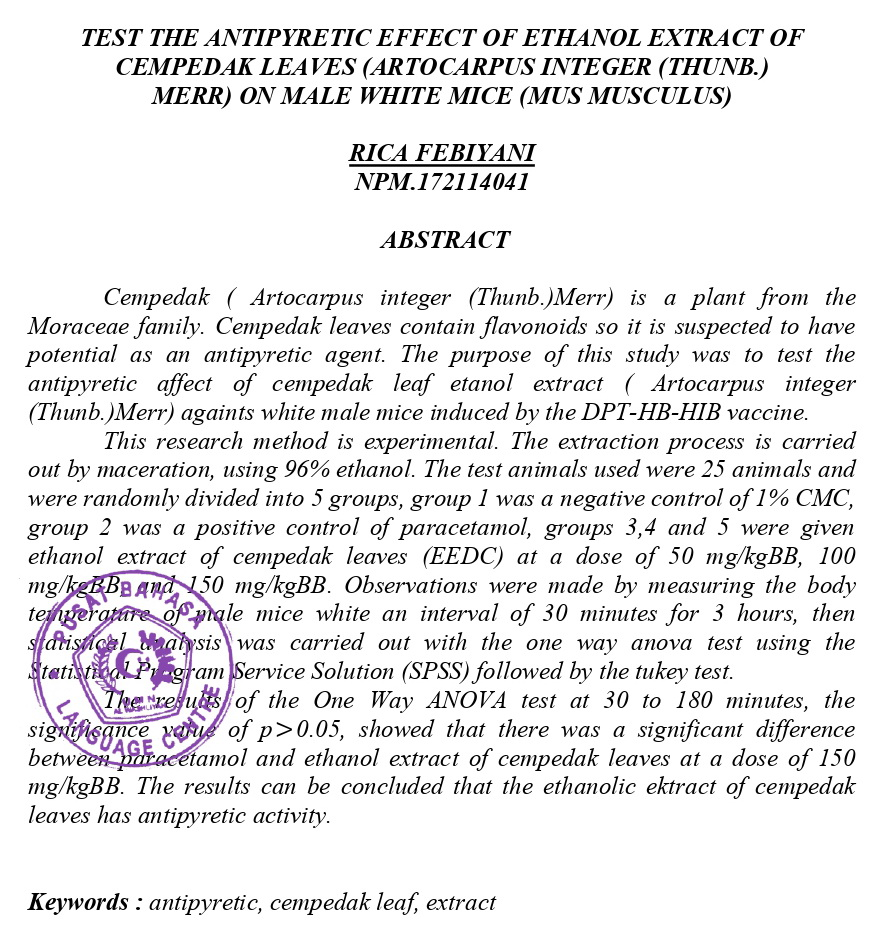 TEST THE ANTIPYRETIC EFFECT OF ETHANOL EXTRACT OF
CEMPEDAK LEAVES (ARTOCARPUS INTEGER (THUNB.)
MERR) ON MALE WHITE MICE (MUS MUSCULUS)
RICA FEBIYANI
NPM.172114041
ABSTRACT
Cempedak ( Artocarpus integer (Thunb.)Merr) is a plant from the
Moraceae family. Cempedak leaves contain flavonoids so it is suspected to have
potential as an antipyretic agent. The purpose of this study was to test the
antipyretic affect of cempedak leaf etanol extract ( Artocarpus integer
(Thunb.)Merr) againts white male mice induced by the DPT-HB-HIB vaccine.
This research method is experimental. The extraction process is carried
out by maceration, using 96% ethanol. The test animals used were 25 animals and
were randomly divided into 5 groups, group 1 was a negative control of 1% CMC,
group 2 was a positive control of paracetamol, groups 3,4 and 5 were given
ethanol extract of cempedak leaves (EEDC) at a dose of 50 mg/kgBB, 100
mg/kgBB, and 150 mg/kgBB. Observations were made by measuring the body
temperature of male mice white an interval of 30 minutes for 3 hours, then
statistical analysis was carried out with the one way anova test using the
Statistical Program Service Solution (SPSS) followed by the tukey test.
The results of the One Way ANOVA test at 30 to 180 minutes, the
significance value of p>0.05, showed that there was a significant difference
between paracetamol and ethanol extract of cempedak leaves at a dose of 150
mg/kgBB. The results can be concluded that the ethanolic ektract of cempedak
leaves has antipyretic activity.
Keywords : antipyretic, cempedak leaf, extract
PUSAT BAHASA
LANGUAGE CENTRE